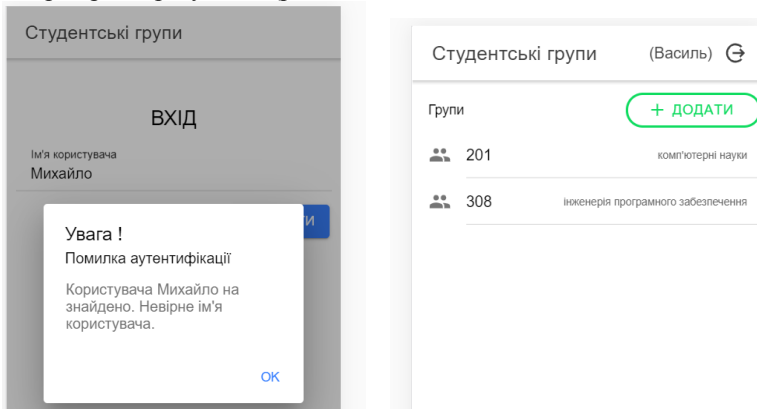 Студентські групи
ВХІД
Ім'я користувача
Михайло
И
Увага !
Помилка аутентифікації
Користувача Михайло на
знайдено. Невірне ім'я
користувача.
OK
Студентські групи (Василь)
Групи + ДОДАТИ
201 комп'ютерні науки
308 інженерія програмного забезпечення